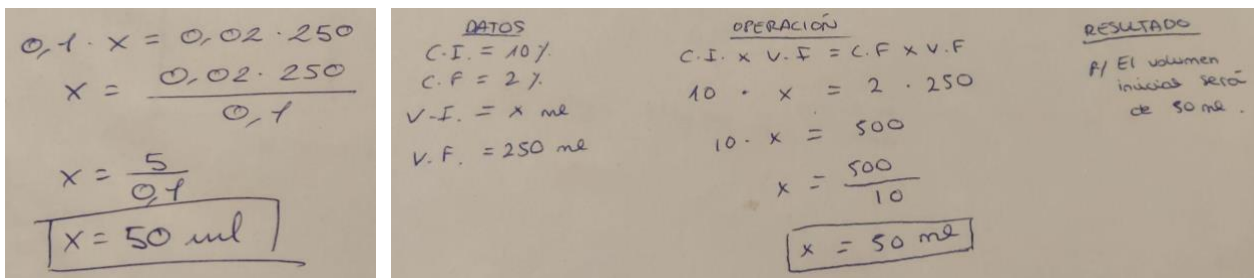 0,1 · x = 0,02 · 250
x = 0,02 · 250 / 0,1
x = 5 / 0,1
x = 50 ml
DATOS
C.I. = 10 %
C.F = 2 %
V.I. = x ml
V.F. = 250 ml
OPERACIÓN
C.I. x V.I = C.F x V.F
10 · x = 2 · 250
10 · x = 500
x = 500 / 10
x = 50 ml
RESULTADO
R/ El volumen
inicial será
de 50 ml.